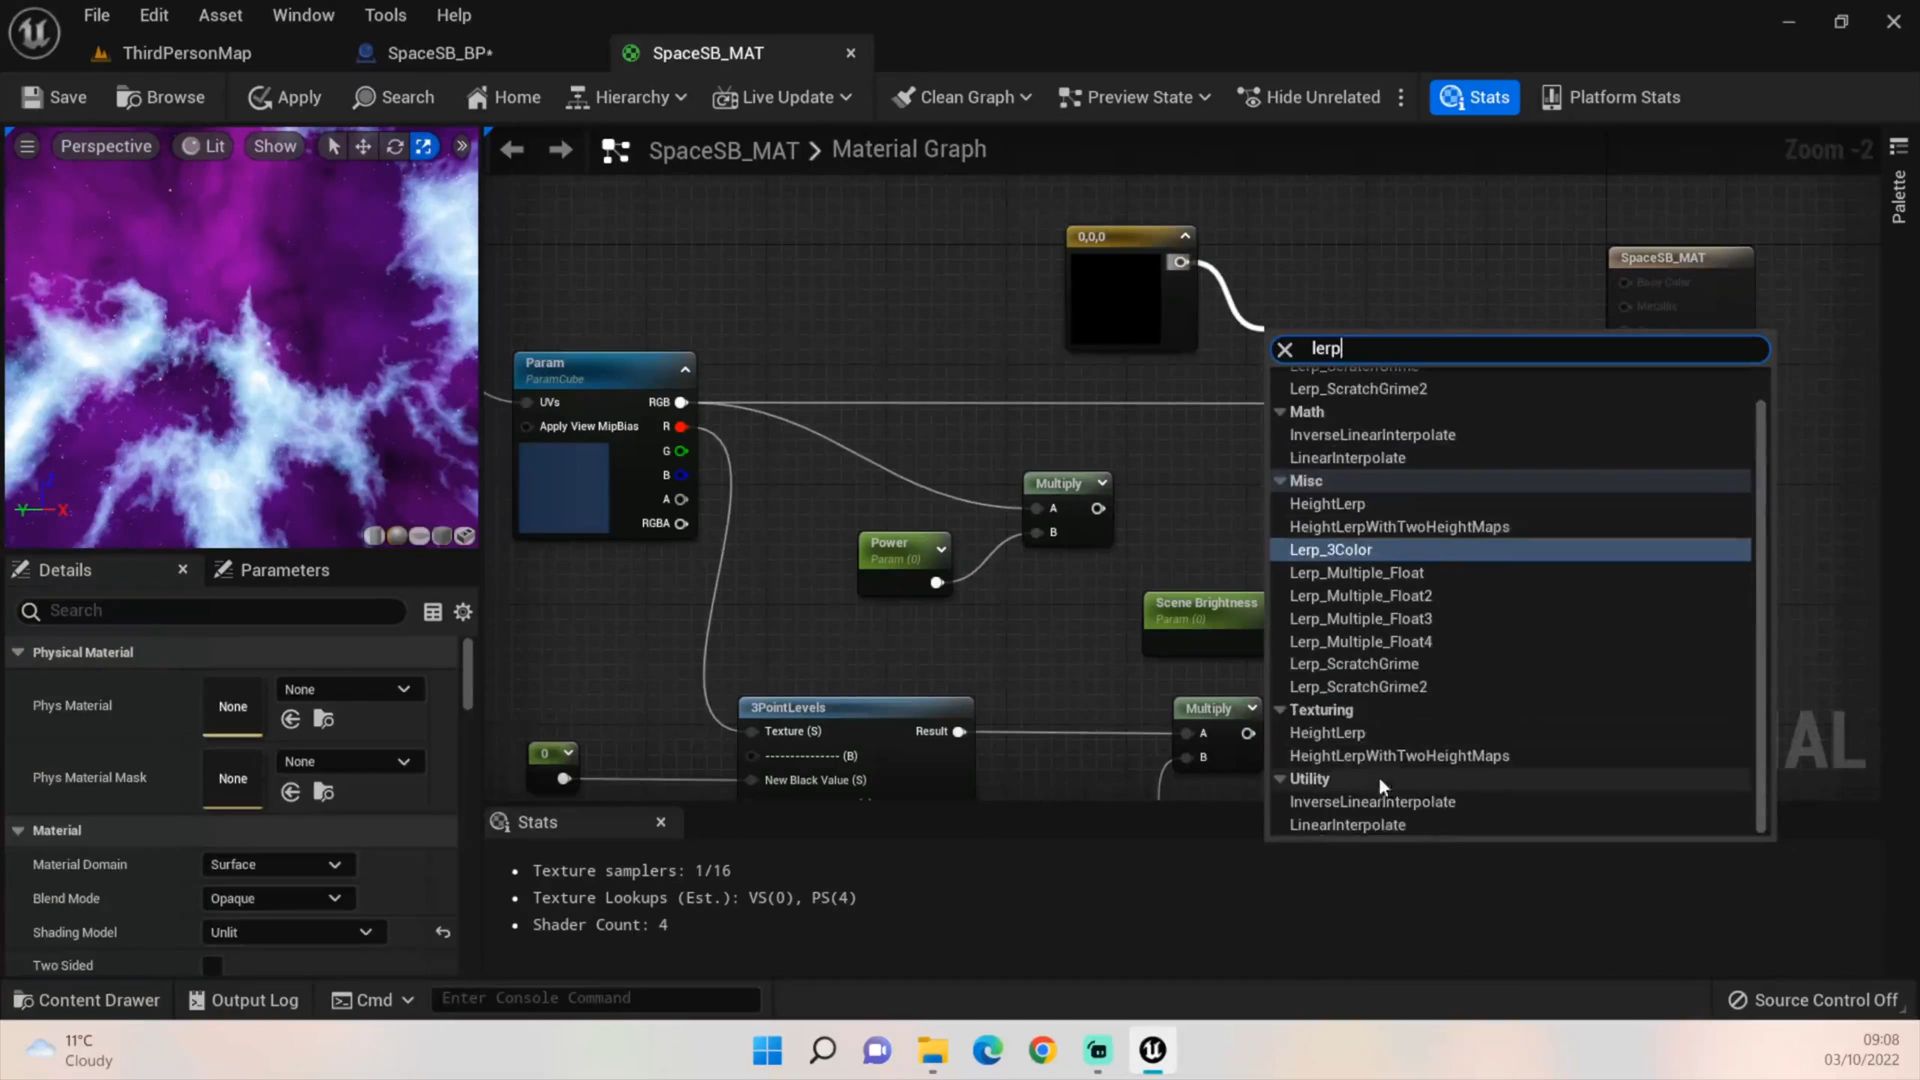 File Edit Asset Window Tools Help
ThirdPersonMap SpaceSB_BP* SpaceSB_MAT
Save Browse Apply Search Home Hierarchy Live Update Clean Graph Preview State Hide Unrelated Stats Platform Stats
Perspective Lit Show
SpaceSB_MAT > Material Graph
Zoom -2
Palette
0,0,0
SpaceSB_MAT
Base Color
Metallic
lerp
Lerp_ScratchGrime
Lerp_ScratchGrime2
Math
InverseLinearInterpolate
LinearInterpolate
Misc
HeightLerp
HeightLerpWithTwoHeightMaps
Lerp_3Color
Lerp_Multiple_Float
Lerp_Multiple_Float2
Lerp_Multiple_Float3
Lerp_Multiple_Float4
Lerp_ScratchGrime
Lerp_ScratchGrime2
Texturing
HeightLerp
HeightLerpWithTwoHeightMaps
Utility
InverseLinearInterpolate
LinearInterpolate
Param
ParamCube
UVs RGB
Apply View MipBias R
G
B
A
RGBA
Multiply
A
B
Power
Param (0)
Scene Brightness
Param (0)
3PointLevels
Texture (S) Result
--------------- (B)
New Black Value (S)
0
Multiply
A
B
AL
Z
Y X
Details Parameters
Search
Physical Material
Phys Material None None
Phys Material Mask None None
Material
Material Domain Surface
Blend Mode Opaque
Shading Model Unlit
Two Sided
Stats
Texture samplers: 1/16
Texture Lookups (Est.): VS(0), PS(4)
Shader Count: 4
Content Drawer Output Log Cmd Enter Console Command Source Control Off
11°C
Cloudy
09:08
03/10/2022